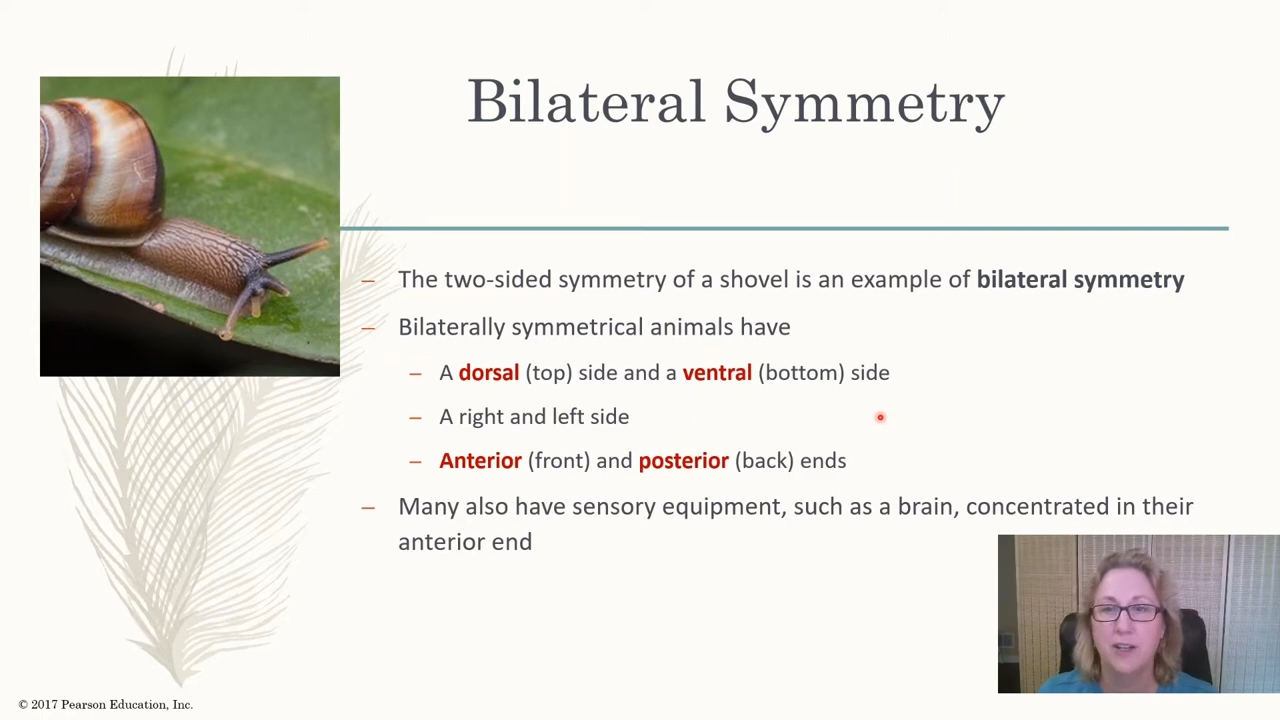 Bilateral Symmetry
– The two-sided symmetry of a shovel is an example of bilateral symmetry
– Bilaterally symmetrical animals have
– A dorsal (top) side and a ventral (bottom) side
– A right and left side
– Anterior (front) and posterior (back) ends
– Many also have sensory equipment, such as a brain, concentrated in their
anterior end
© 2017 Pearson Education, Inc.